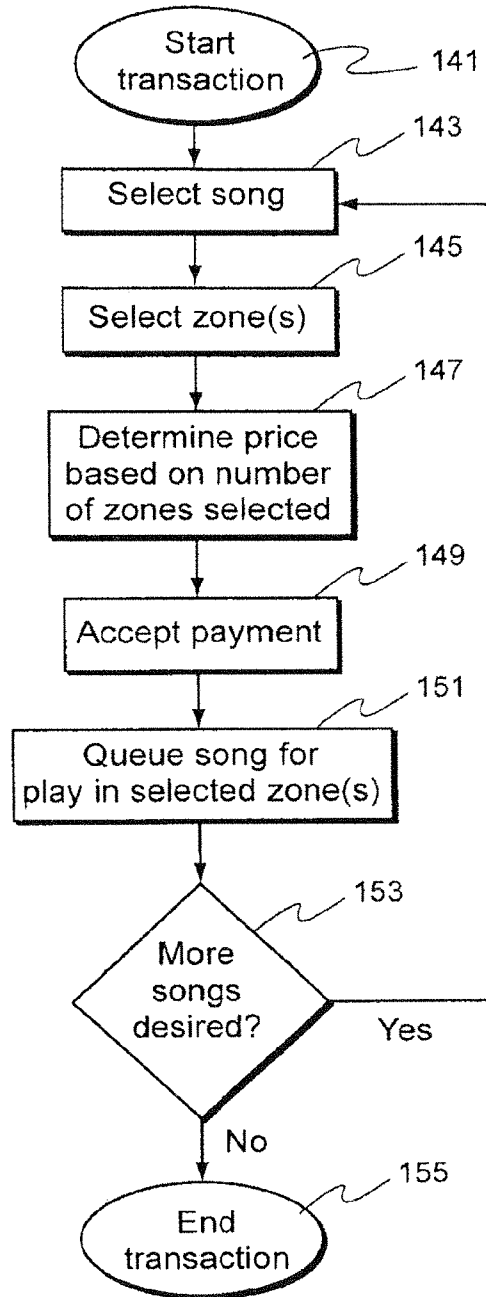 Start
transaction
141
143
Select song
145
Select zone(s)
147
Determine price
based on number
of zones selected
149
Accept payment
151
Queue song for
play in selected zone(s)
153
More
songs
desired?
Yes
No
155
End
transaction